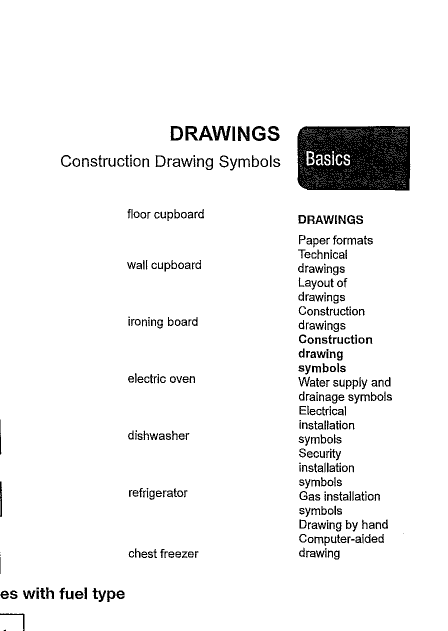 DRAWINGS
Construction Drawing Symbols
Basics
floor cupboard
wall cupboard
ironing board
electric oven
dishwasher
refrigerator
chest freezer
es with fuel type
DRAWINGS
Paper formats
Technical
drawings
Layout of
drawings
Construction
drawings
Construction
drawing
symbols
Water supply and
drainage symbols
Electrical
installation
symbols
Security
installation
symbols
Gas installation
symbols
Drawing by hand
Computer-aided
drawing